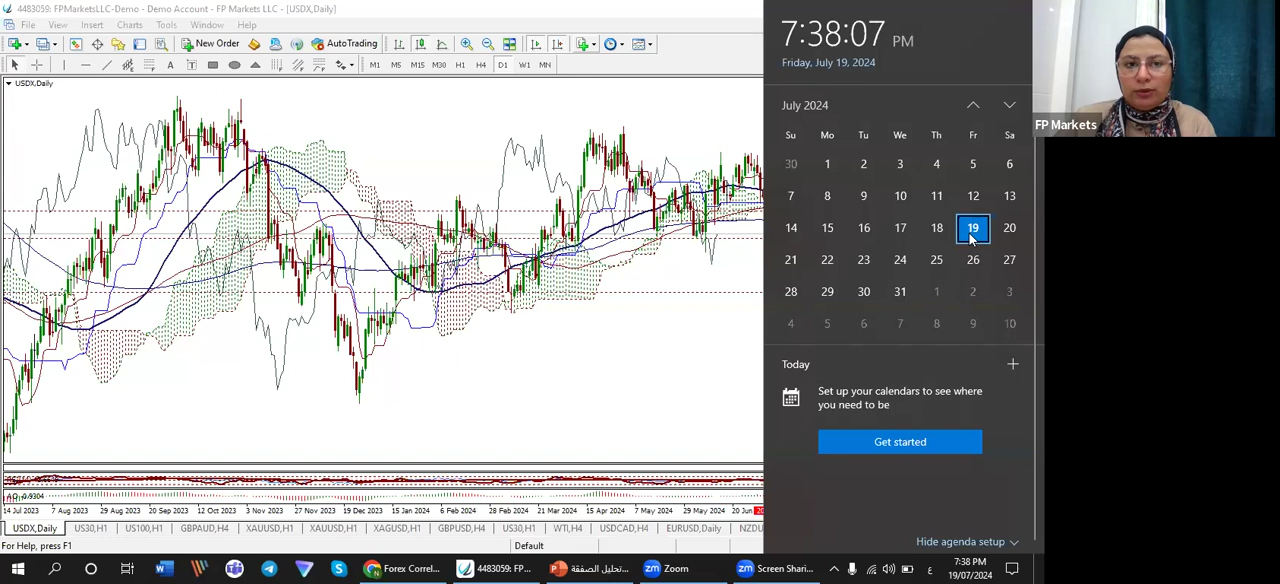 4483059: FPMarketsLLC-Demo - Demo Account - FP Markets LLC - [USDX,Daily]
File View Insert Charts Tools Window Help
New Order AutoTrading
A T M1 M5 M15 M30 H1 H4 D1 W1 MN
USDX,Daily
14 Jul 2023 7 Aug 2023 29 Aug 2023 20 Sep 2023 12 Oct 2023 3 Nov 2023 27 Nov 2023 19 Dec 2023 15 Jan 2024 6 Feb 2024 28 Feb 2024 21 Mar 2024 15 Apr 2024 7 May 2024 29 May 2024 20 Jun
USDX,Daily US30,H1 US100,H1 GBPAUD,H4 XAUUSD,H1 XAUUSD,H1 XAGUSD,H1 GBPUSD,H4 US30,H1 WTI,H4 USDCAD,H4 EURUSD,Daily NZDU
For Help, press F1 Default
7:38:07 PM
Friday, July 19, 2024
July 2024
Su Mo Tu We Th Fr Sa
30 1 2 3 4 5 6
7 8 9 10 11 12 13
14 15 16 17 18 19 20
21 22 23 24 25 26 27
28 29 30 31 1 2 3
4 5 6 7 8 9 10
Today
Set up your calendars to see where
you need to be
Get started
Hide agenda setup
FP Markets
Forex Correl... 4483059: FP... تحليل الصفقة... Zoom Screen Shari... ع 7:38 PM
19/07/2024